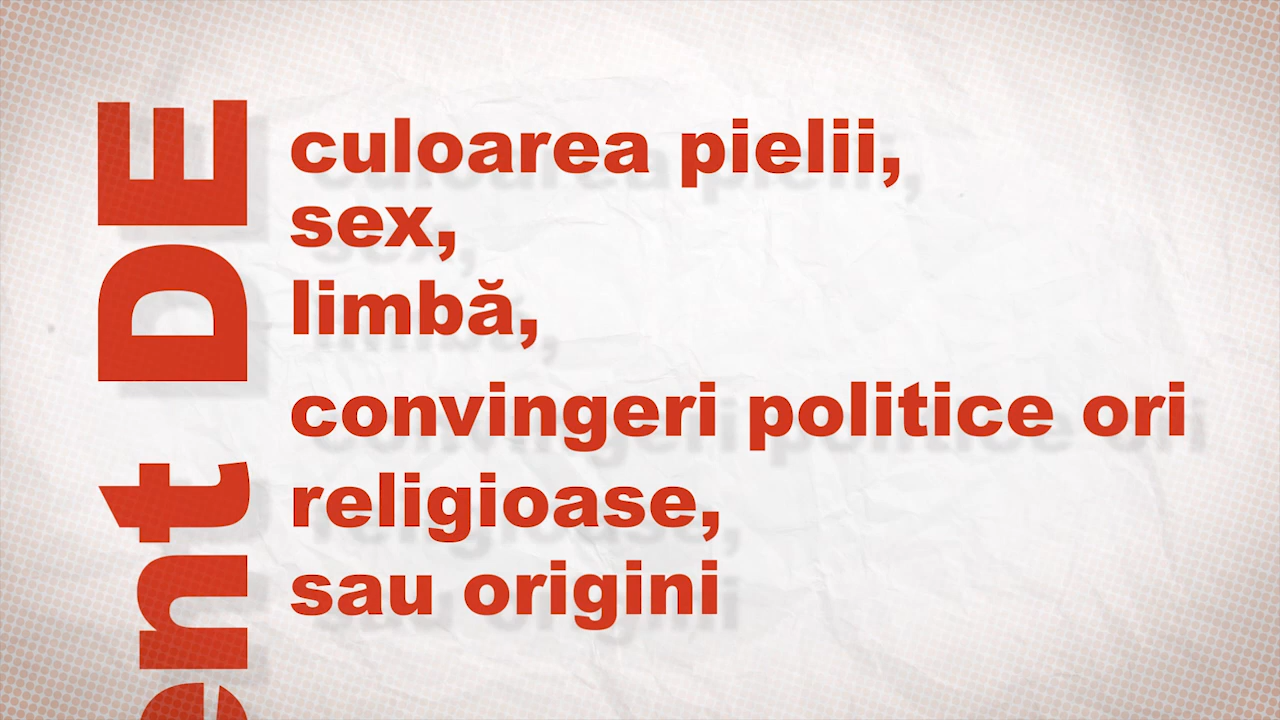 ent DE
culoarea pielii,
sex,
limbă,
convingeri politice ori
religioase,
sau origini